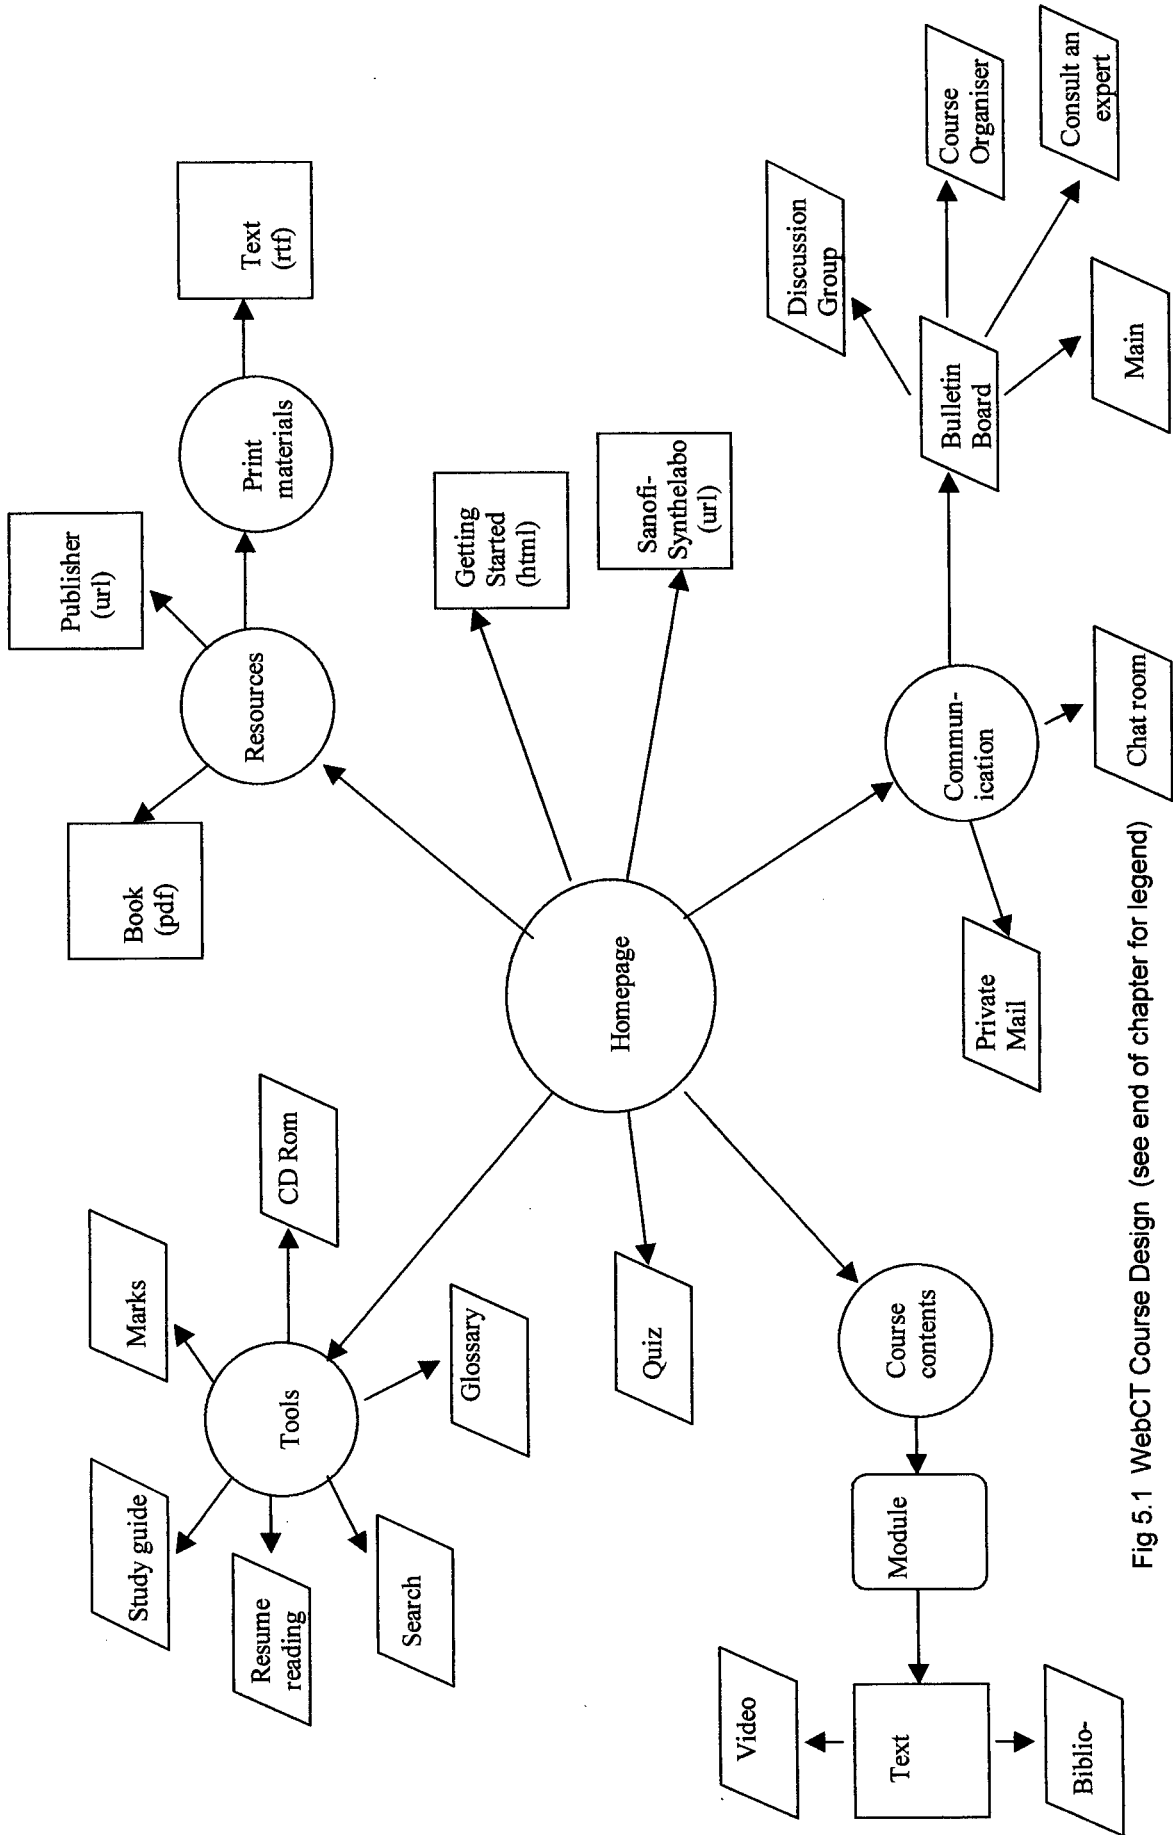 Study guide
Marks
Resume
reading
Tools
CD Rom
Search
Glossary
Book
(pdf)
Publisher
(url)
Resources
Print
materials
Text
(rtf)
Getting
Started
(html)
Sanofi-
Synthelabo
(url)
Homepage
Quiz
Course
contents
Module
Video
Text
Biblio-
Discussion
Group
Course
Organiser
Consult an
expert
Bulletin
Board
Main
Commun-
ication
Private
Mail
Chat room
Fig 5.1 WebCT Course Design (see end of chapter for legend)